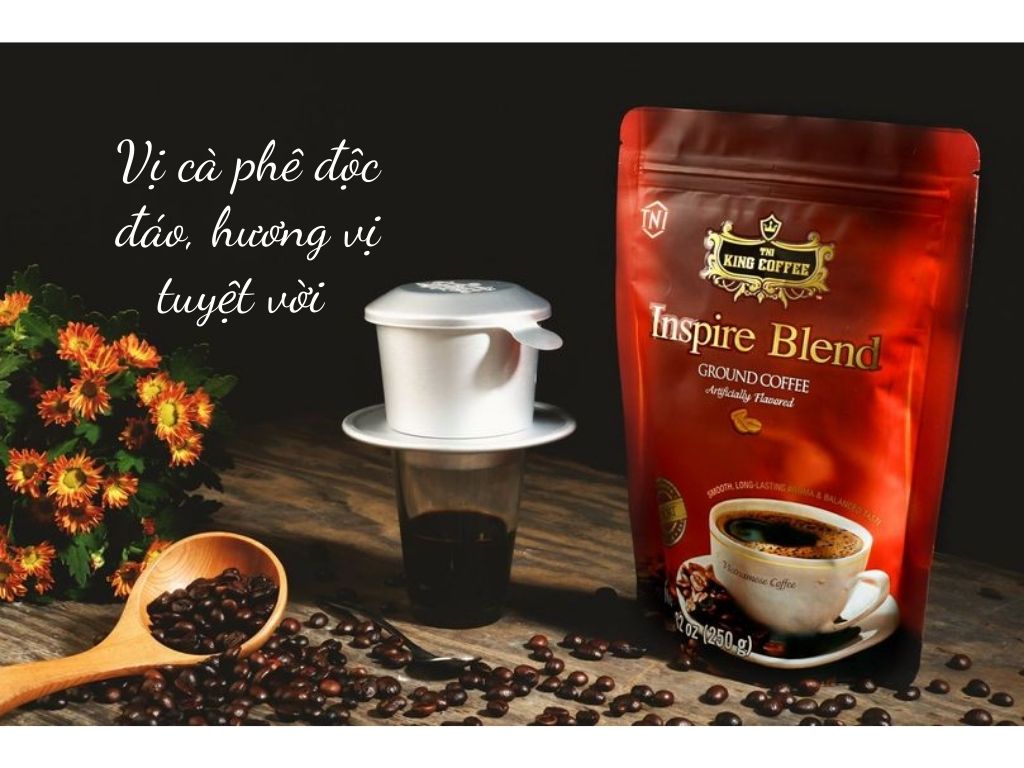 Vị cà phê độc
đáo, hương vị
tuyệt vời
TNI
TNI
KING COFFEE
Inspire Blend
GROUND COFFEE
Artificially Flavored
SMOOTH, LONG-LASTING AROMA & BALANCED TASTE
Vietnamese Coffee
(250 g)